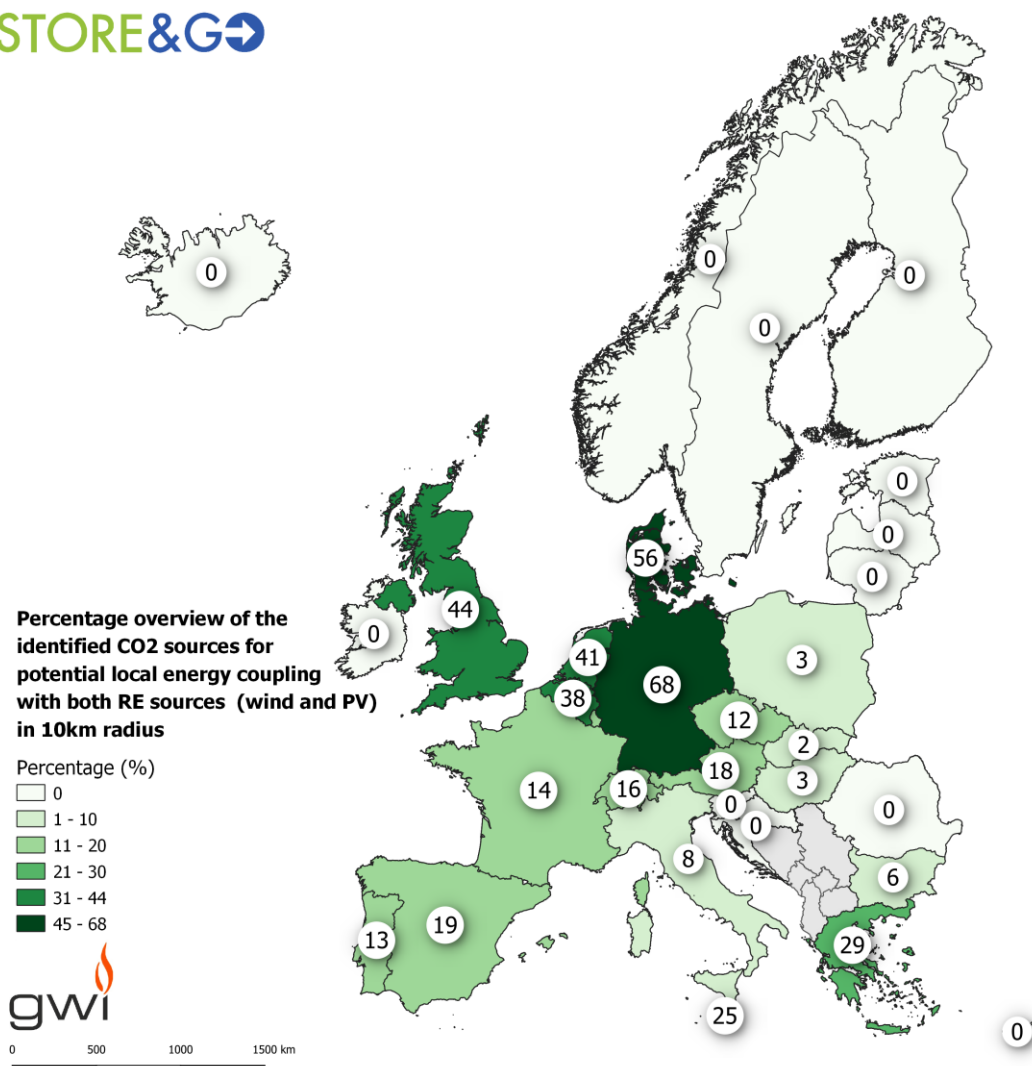 STORE&GO
0
0
0
0
0
0
0
56
44
0
41
3
38
68
12
2
18
3
14
16
0
0
0
8
6
19
13
29
25
0
Percentage overview of the
identified CO2 sources for
potential local energy coupling
with both RE sources (wind and PV)
in 10km radius
Percentage (%)
0
1 - 10
11 - 20
21 - 30
31 - 44
45 - 68
gwi
0 500 1000 1500 km